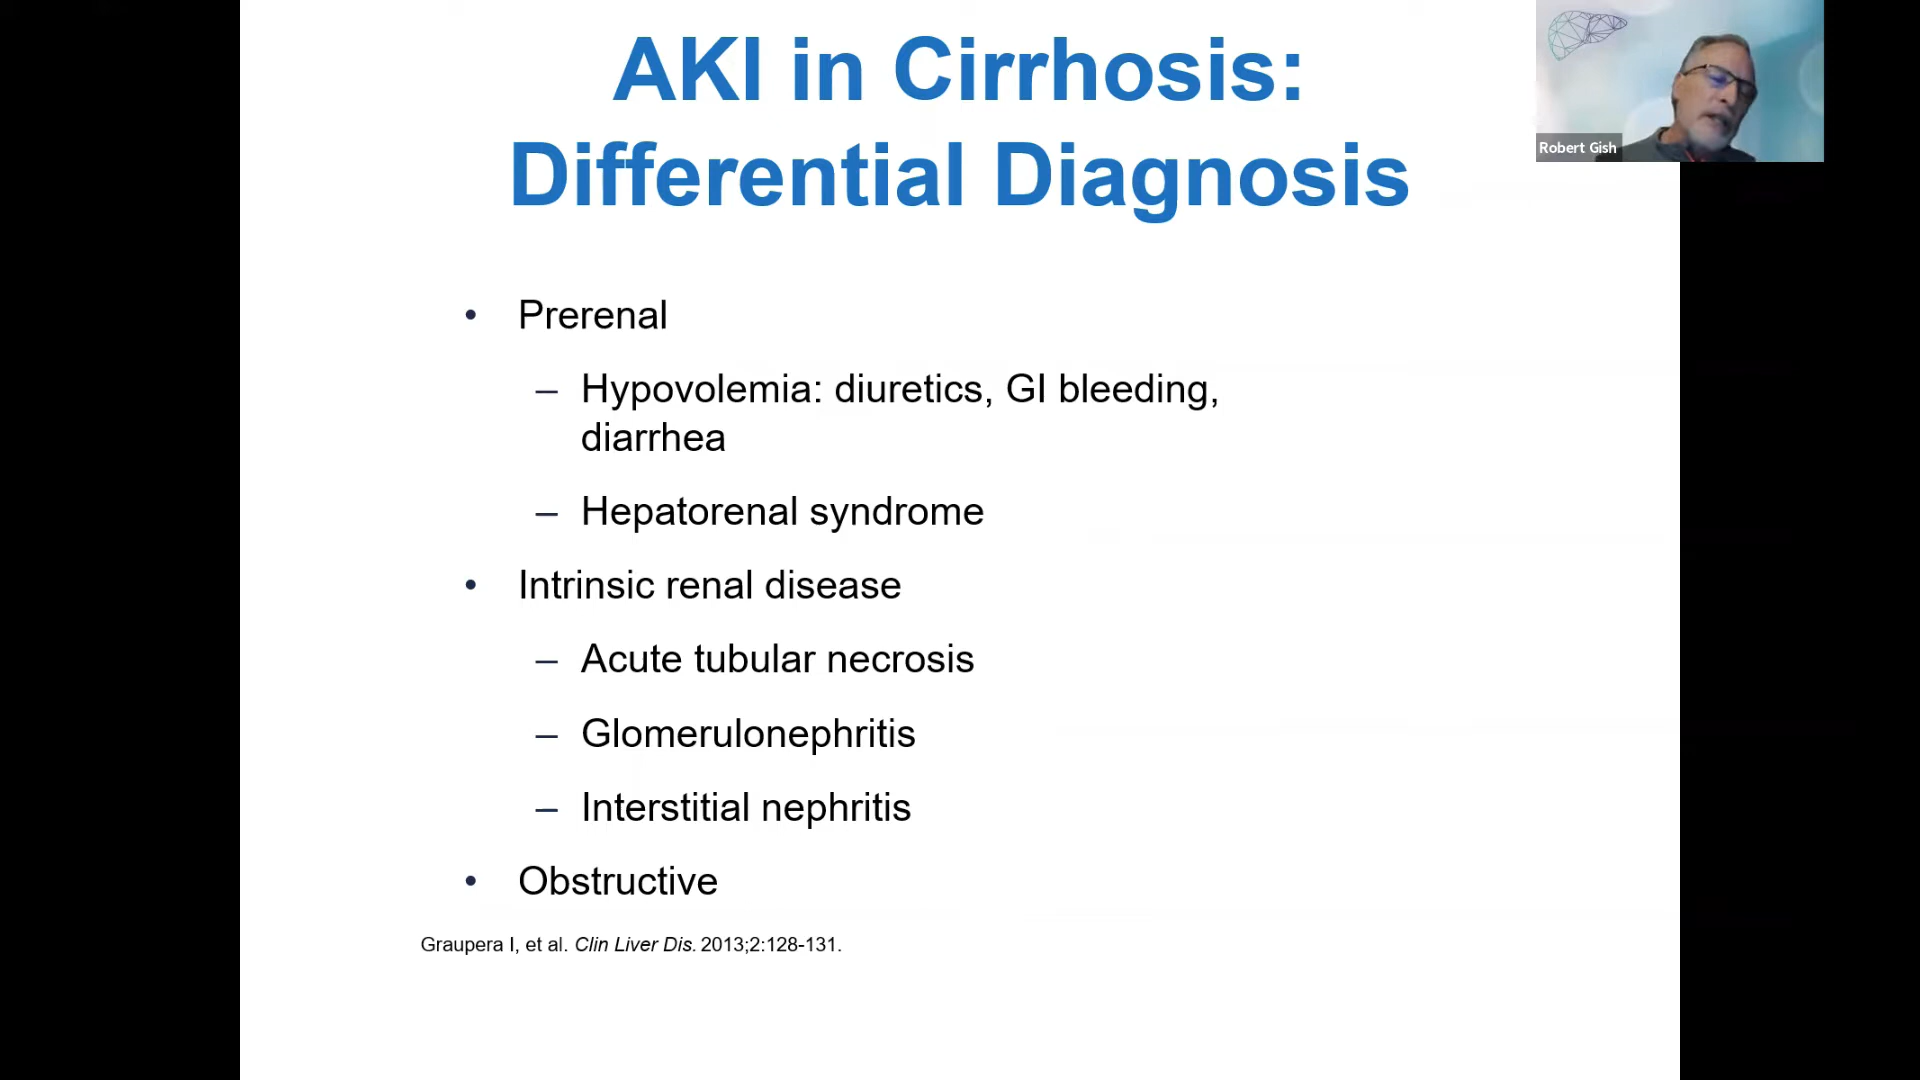 AKI in Cirrhosis:
Differential Diagnosis
Robert Gish
• Prerenal
– Hypovolemia: diuretics, GI bleeding,
diarrhea
– Hepatorenal syndrome
• Intrinsic renal disease
– Acute tubular necrosis
– Glomerulonephritis
– Interstitial nephritis
• Obstructive
Graupera I, et al. Clin Liver Dis. 2013;2:128-131.